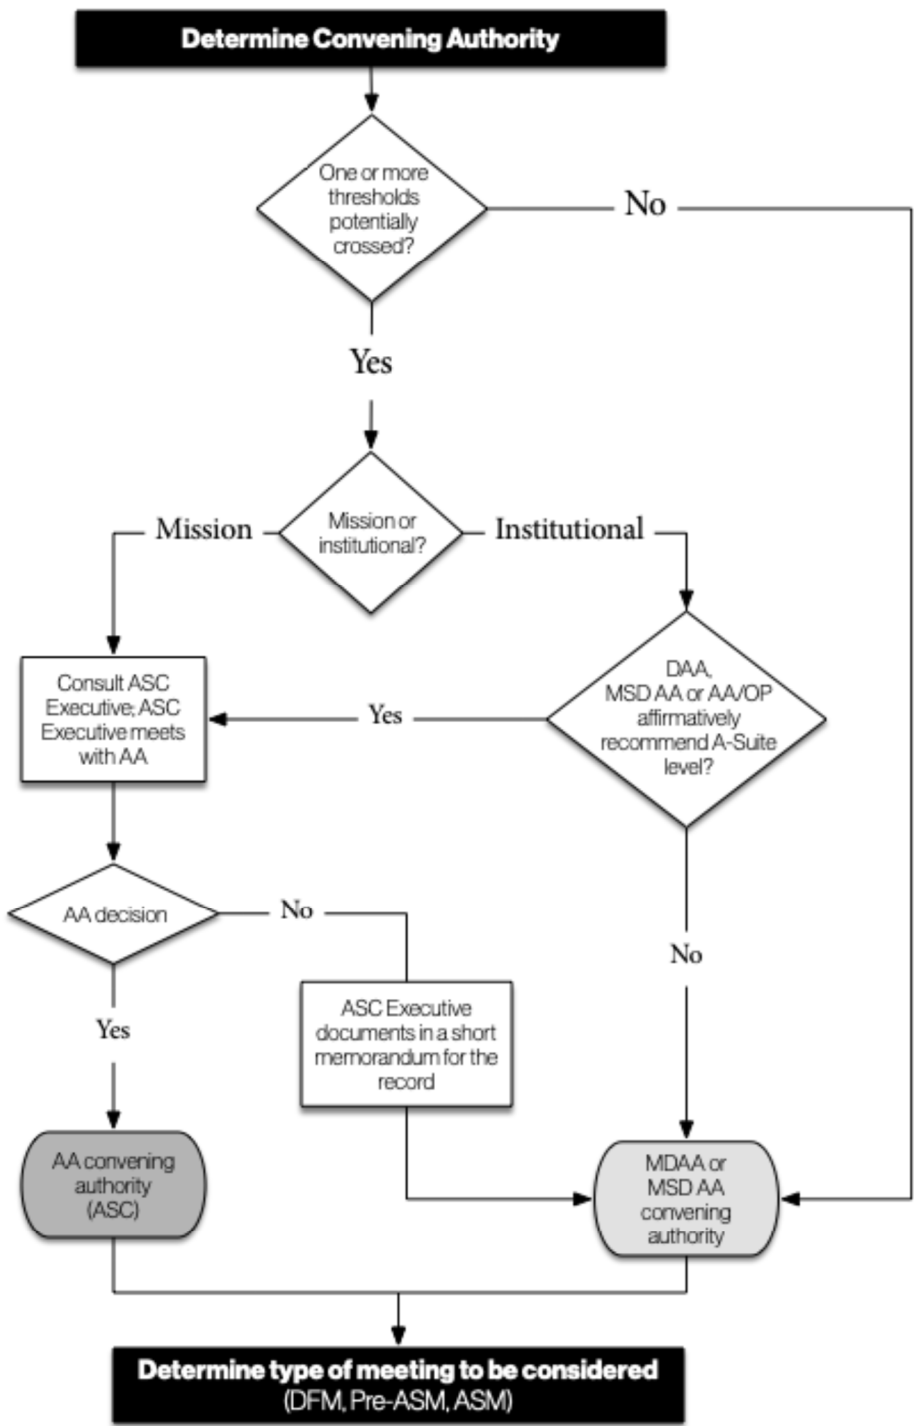 Determine Convening Authority
One or more
thresholds
potentially
crossed?
No
Yes
Mission or
institutional?
Mission
Institutional
Consult ASC
Executive; ASC
Executive meets
with AA
Yes
DAA,
MSD AA or AA/OP
affirmatively
recommend A-Suite
level?
AA decision
No
No
ASC Executive
documents in a short
memorandum for the
record
Yes
AA convening
authority
(ASC)
MDAA or
MSD AA
convening
authority
Determine type of meeting to be considered
(DFM, Pre-ASM, ASM)